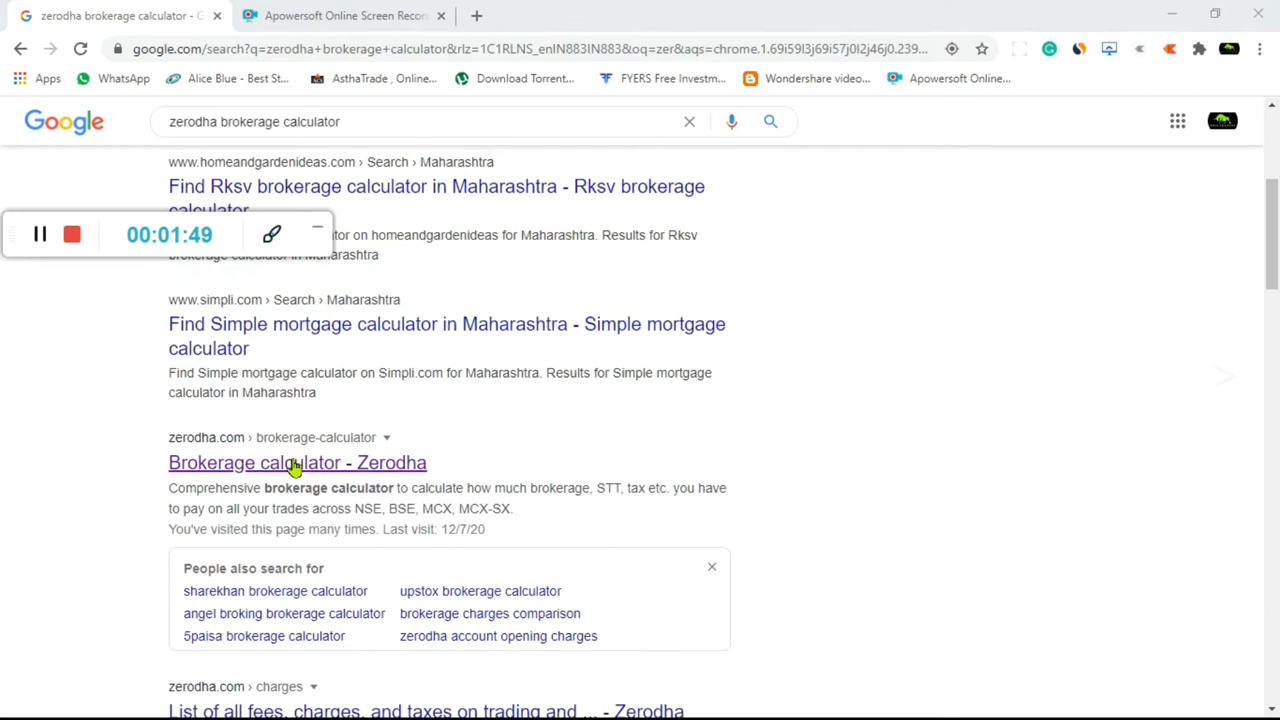 zerodha brokerage calculator - G
Apowersoft Online Screen Recor
google.com/search?q=zerodha+brokerage+calculator&rlz=1C1RLNS_enIN883IN883&oq=zer&aqs=chrome.1.69i59l3j69i57j0l2j46j0.239...
Apps WhatsApp Alice Blue - Best St... AsthaTrade , Online... Download Torrent... FYERS Free Investm... Wondershare video... Apowersoft Online...
Google zerodha brokerage calculator
www.homeandgardenideas.com › Search › Maharashtra
Find Rksv brokerage calculator in Maharashtra - Rksv brokerage
calculator
00:01:49
on homeandgardenideas for Maharashtra. Results for Rksv
brokerage calculator in Maharashtra
www.simpli.com › Search › Maharashtra
Find Simple mortgage calculator in Maharashtra - Simple mortgage
calculator
Find Simple mortgage calculator on Simpli.com for Maharashtra. Results for Simple mortgage
calculator in Maharashtra
zerodha.com › brokerage-calculator
Brokerage calculator - Zerodha
Comprehensive brokerage calculator to calculate how much brokerage, STT, tax etc. you have
to pay on all your trades across NSE, BSE, MCX, MCX-SX.
You've visited this page many times. Last visit: 12/7/20
People also search for
sharekhan brokerage calculator upstox brokerage calculator
angel broking brokerage calculator brokerage charges comparison
5paisa brokerage calculator zerodha account opening charges
zerodha.com › charges
List of all fees, charges, and taxes on trading and ... - Zerodha